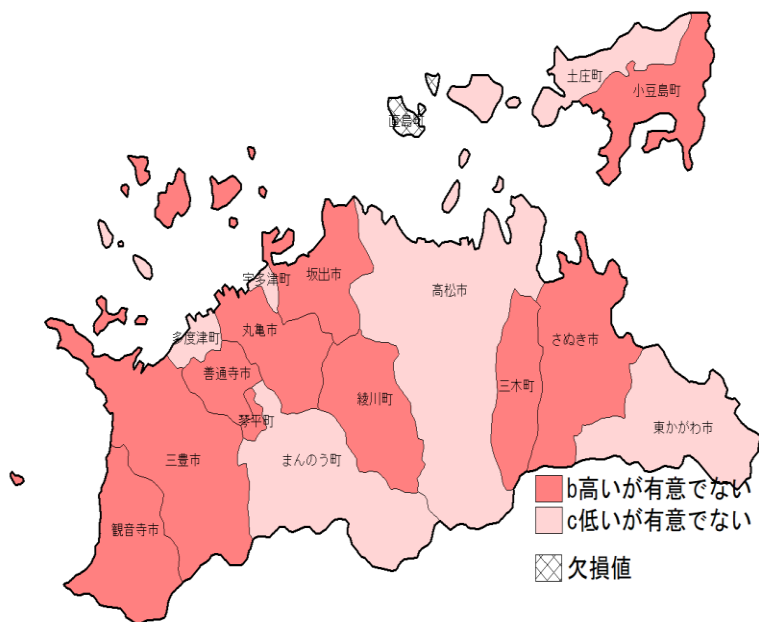 土庄町
小豆島町
直島町
宇多津町
坂出市
高松市
多度津町
丸亀市
さぬき市
善通寺市
三木町
綾川町
琴平町
東かがわ市
三豊市
まんのう町
観音寺市
b高いが有意でない
c低いが有意でない
欠損値